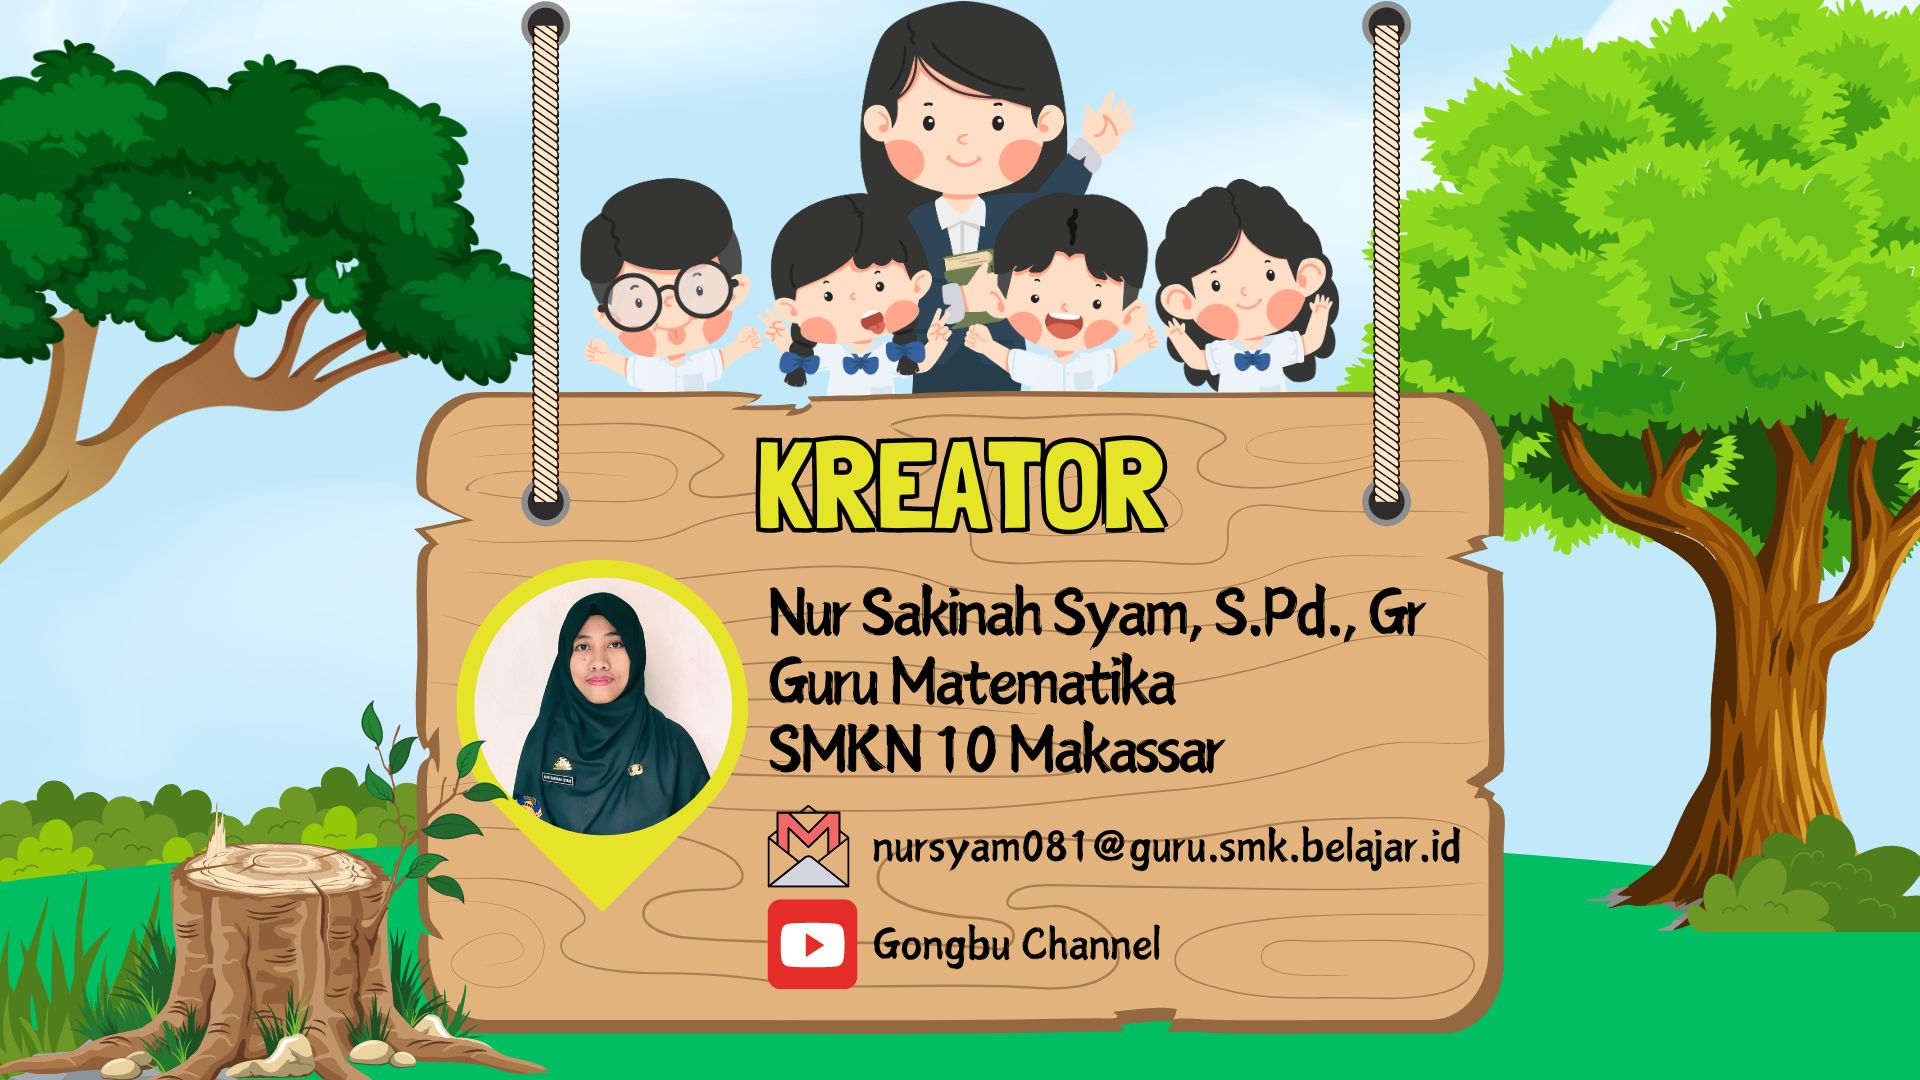 KREATOR
Nur Sakinah Syam, S.Pd., Gr
Guru Matematika
SMKN 10 Makassar
nursyam081@guru.smk.belajar.id
Gongbu Channel